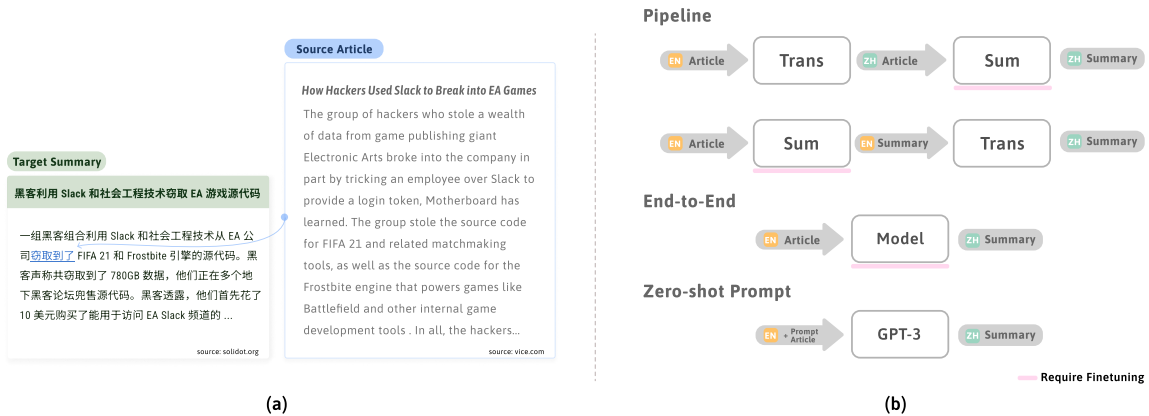 Source Article
How Hackers Used Slack to Break into EA Games
The group of hackers who stole a wealth
of data from game publishing giant
Electronic Arts broke into the company in
part by tricking an employee over Slack to
provide a login token, Motherboard has
learned. The group stole the source code
for FIFA 21 and related matchmaking
tools, as well as the source code for the
Frostbite engine that powers games like
Battlefield and other internal game
development tools . In all, the hackers...
source: vice.com
Target Summary
黑客利用 Slack 和社会工程技术窃取 EA 游戏源代码
一组黑客组合利用 Slack 和社会工程技术从 EA 公
司窃取到了 FIFA 21 和 Frostbite 引擎的源代码。黑
客声称共窃取到了 780GB 数据，他们正在多个地
下黑客论坛兜售源代码。黑客透露，他们首先花了
10 美元购买了能用于访问 EA Slack 频道的 ...
source: solidot.org
(a)
Pipeline
EN Article Trans ZH Article Sum ZH Summary
EN Article Sum EN Summary Trans ZH Summary
End-to-End
EN Article Model ZH Summary
Zero-shot Prompt
EN + Prompt Article GPT-3 ZH Summary
Require Finetuning
(b)